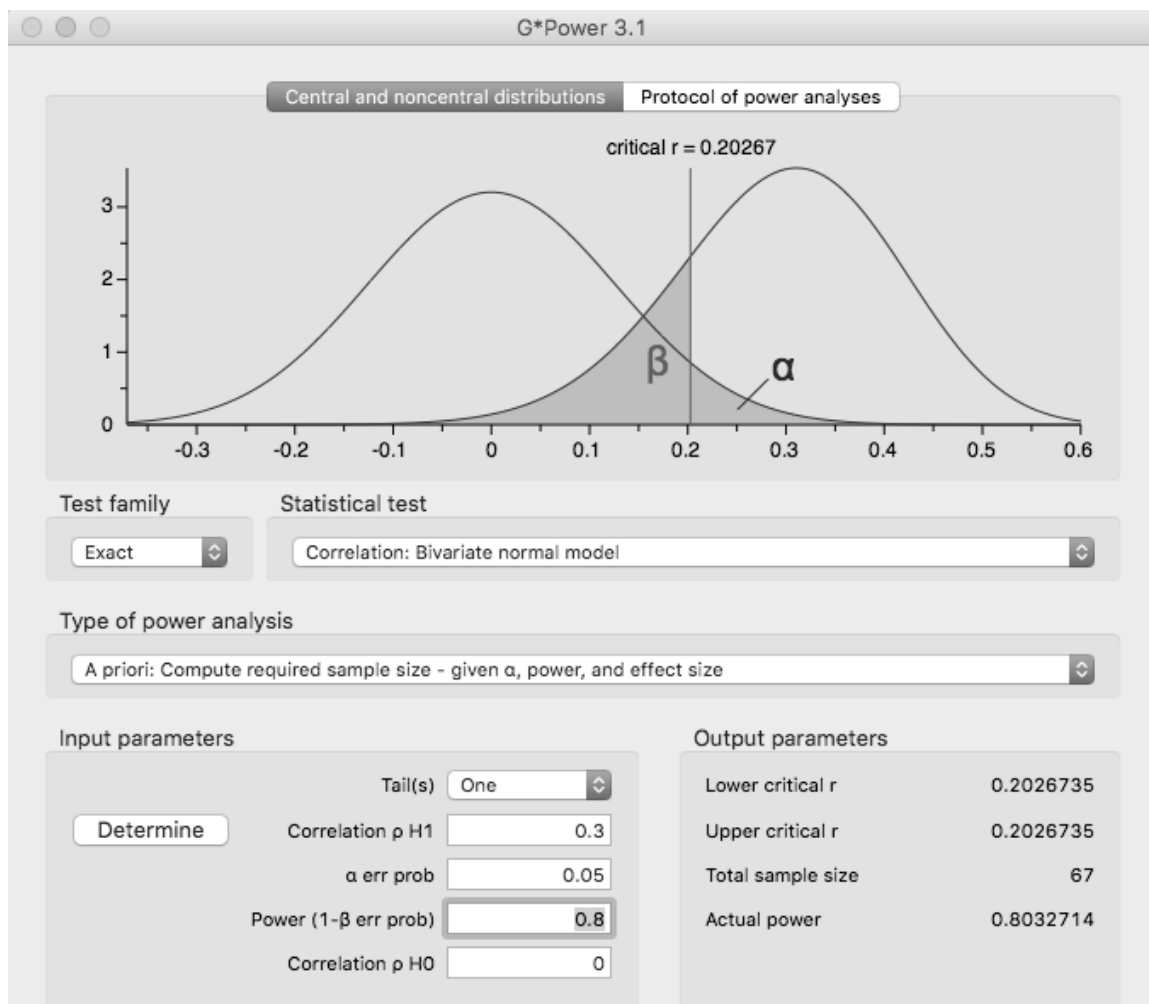 G*Power 3.1
Central and noncentral distributions Protocol of power analyses
critical r = 0.20267
3
2
1
0
β
α
-0.3 -0.2 -0.1 0 0.1 0.2 0.3 0.4 0.5 0.6
Test family Statistical test
Exact Correlation: Bivariate normal model
Type of power analysis
A priori: Compute required sample size - given α, power, and effect size
Input parameters
Tail(s) One
Determine Correlation ρ H1 0.3
α err prob 0.05
Power (1-β err prob) 0.8
Correlation ρ H0 0
Output parameters
Lower critical r 0.2026735
Upper critical r 0.2026735
Total sample size 67
Actual power 0.8032714